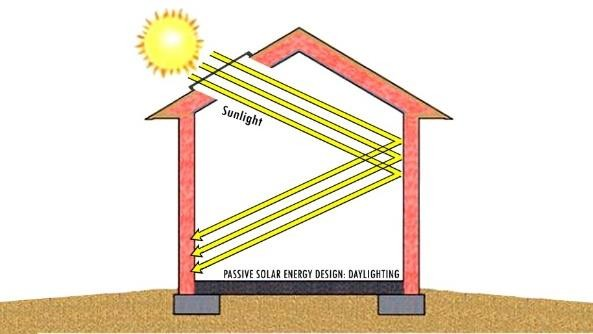 Sunlight
PASSIVE SOLAR ENERGY DESIGN: DAYLIGHTING